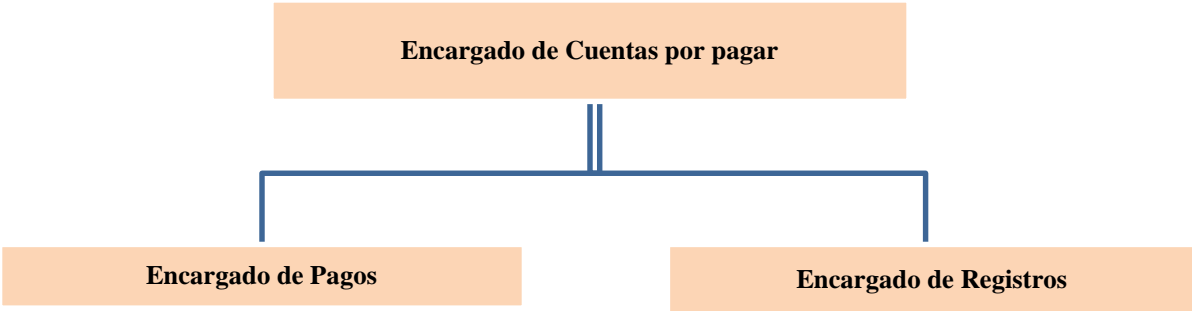 Encargado de Cuentas por pagar
Encargado de Pagos
Encargado de Registros